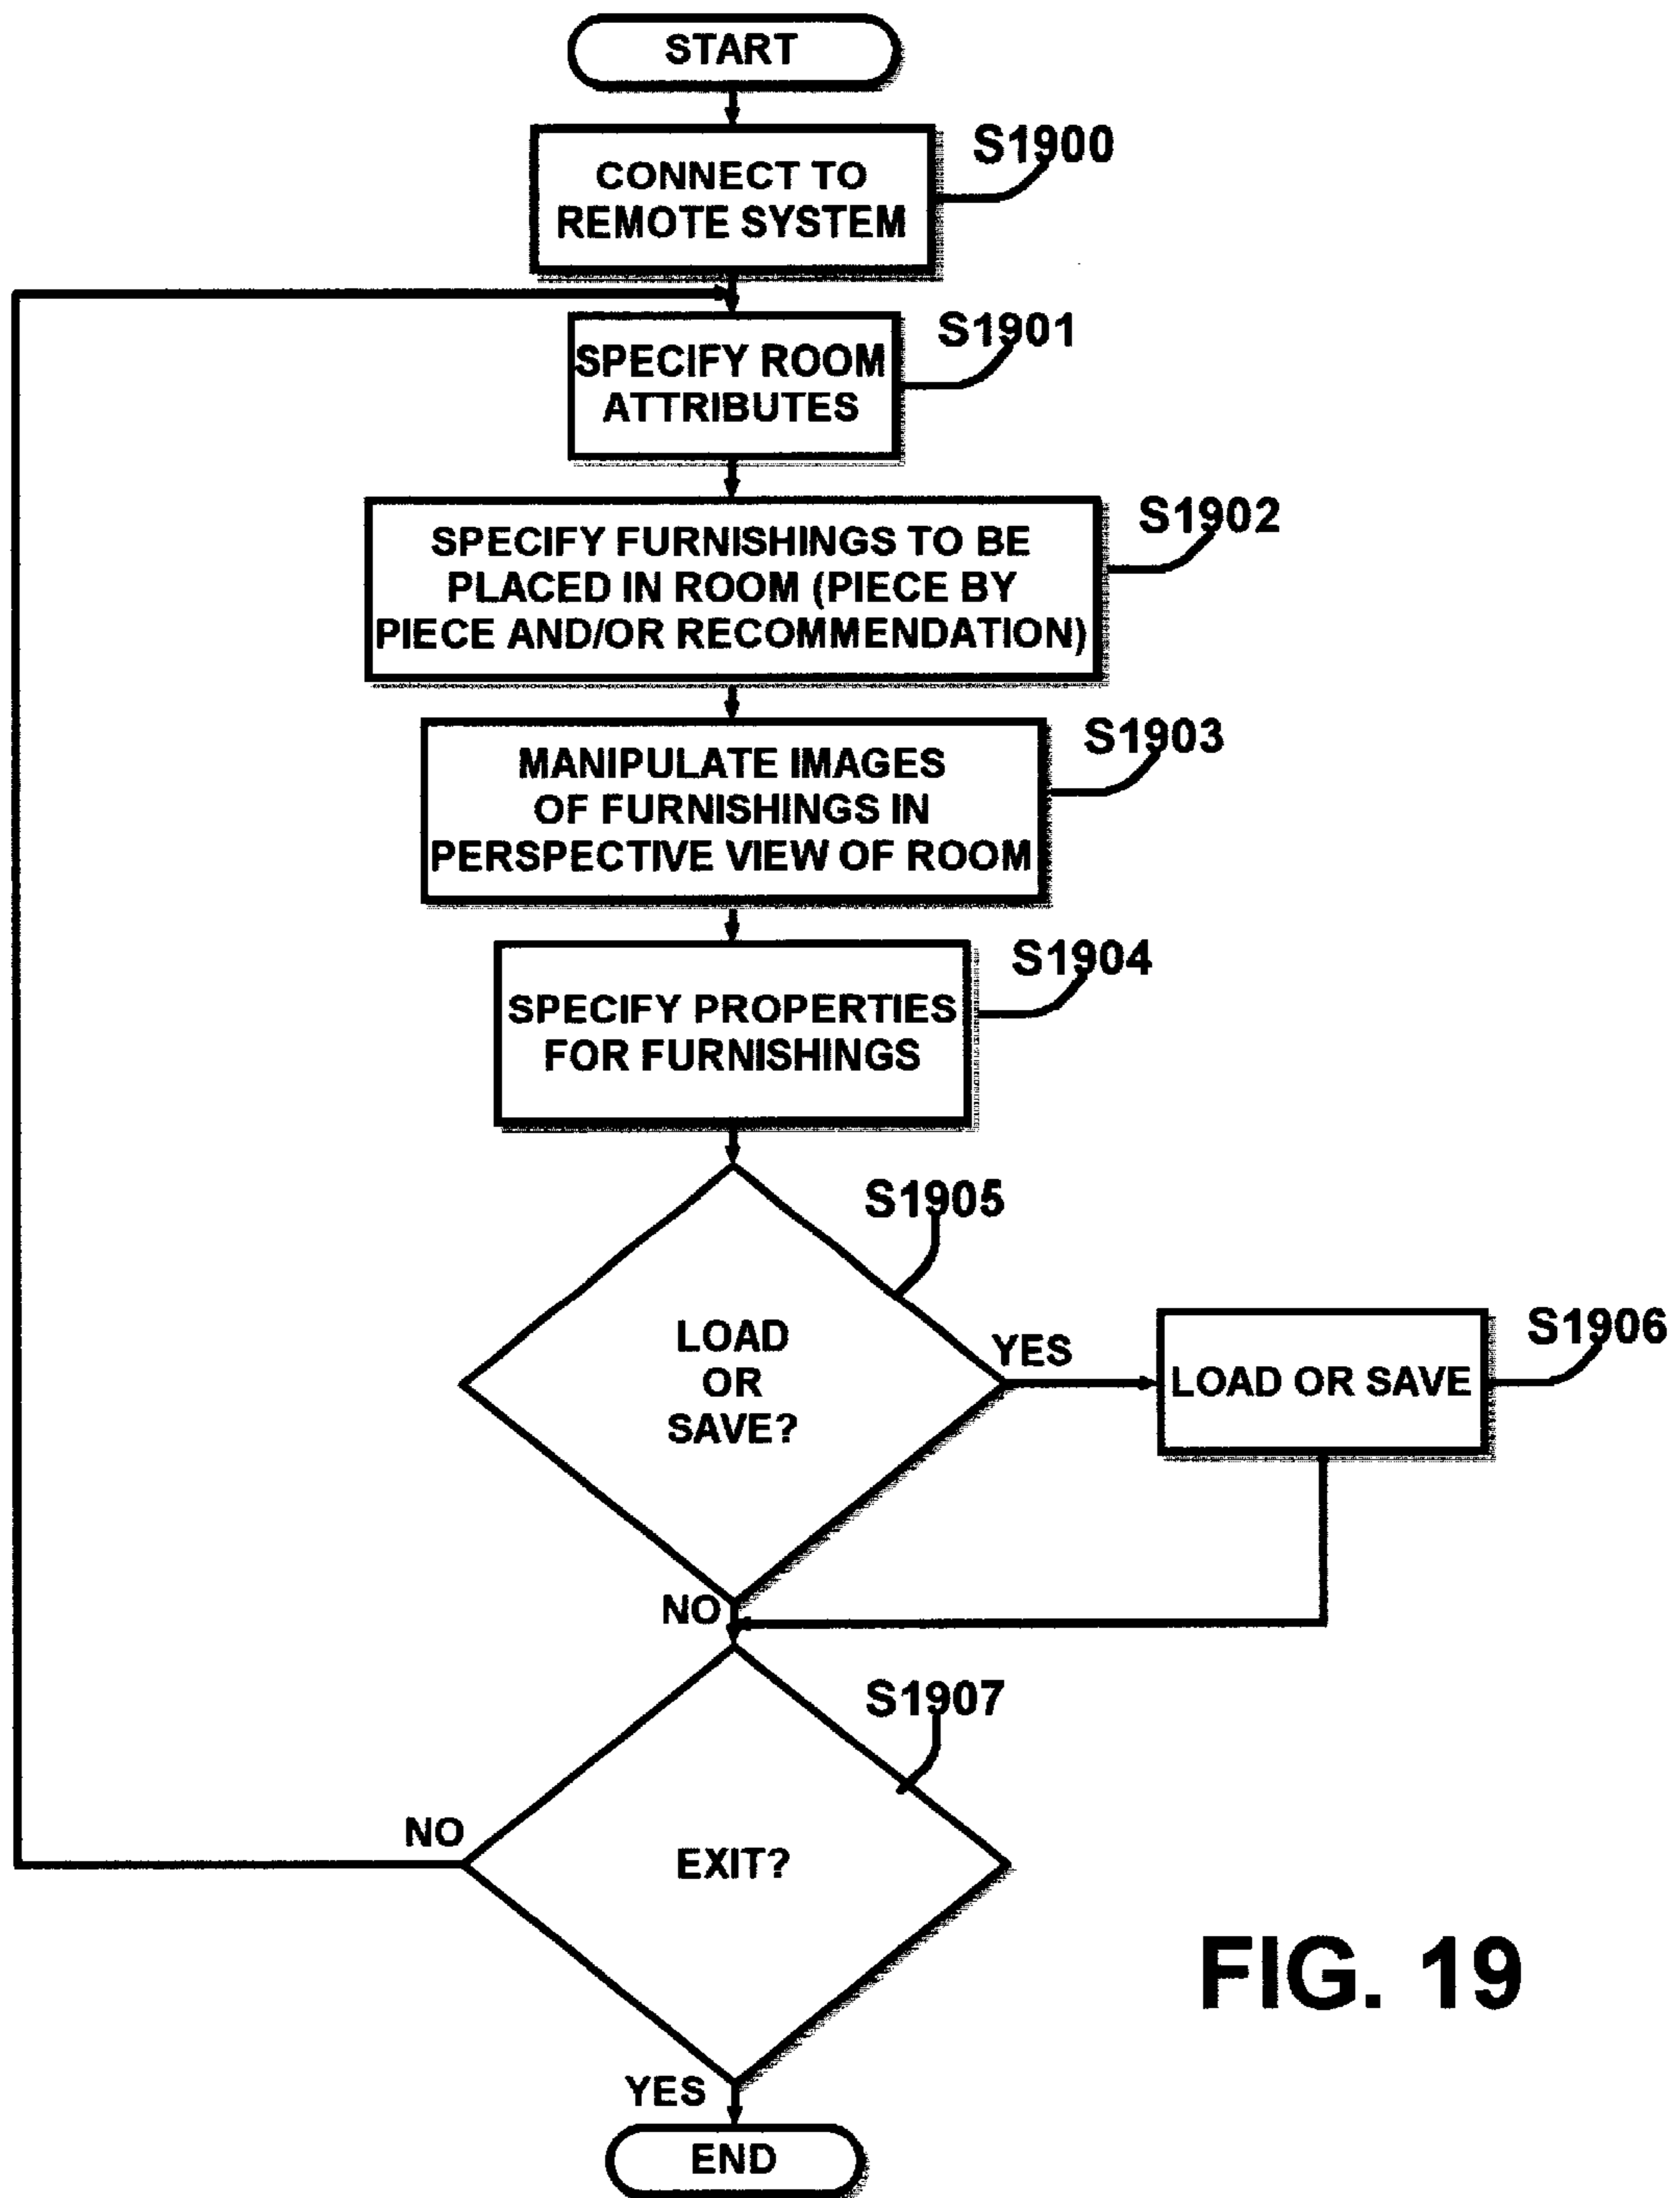 START
S1900
CONNECT TO
REMOTE SYSTEM
S1901
SPECIFY ROOM
ATTRIBUTES
S1902
SPECIFY FURNISHINGS TO BE
PLACED IN ROOM (PIECE BY
PIECE AND/OR RECOMMENDATION)
S1903
MANIPULATE IMAGES
OF FURNISHINGS IN
PERSPECTIVE VIEW OF ROOM
S1904
SPECIFY PROPERTIES
FOR FURNISHINGS
S1905
LOAD
OR
SAVE?
YES
S1906
LOAD OR SAVE
NO
S1907
NO
EXIT?
YES
END
FIG. 19